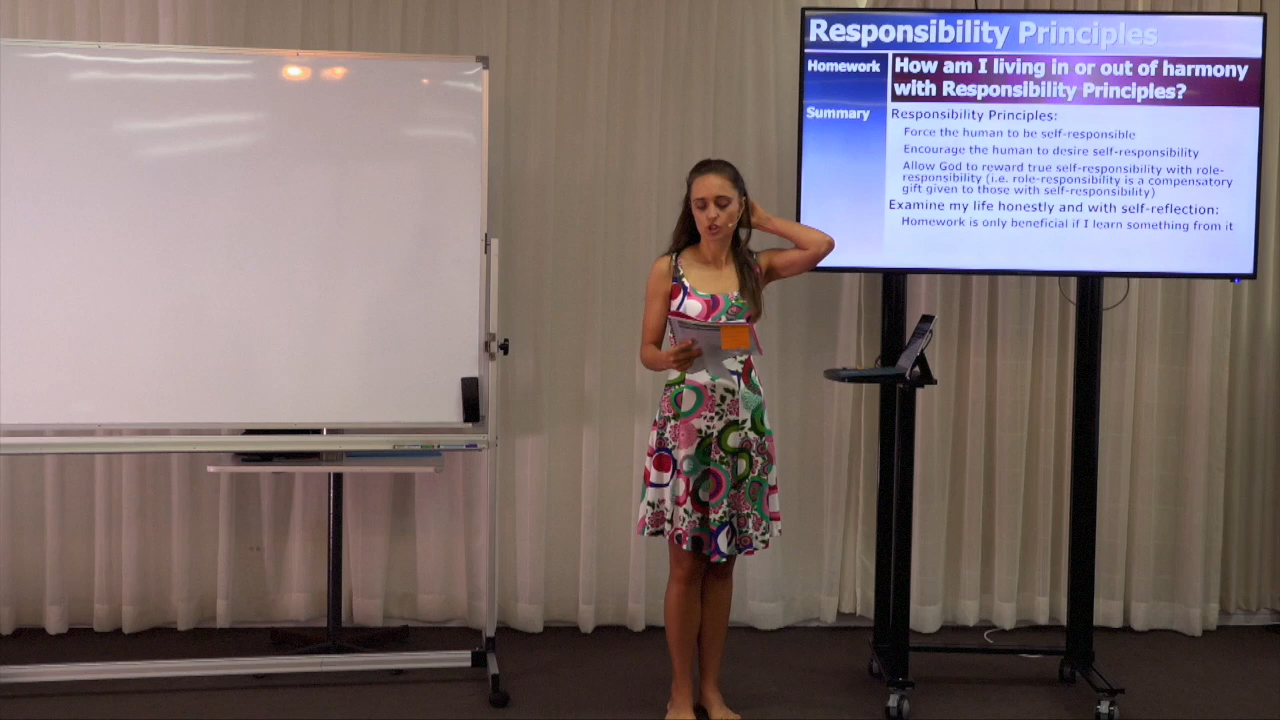 Responsibility Principles
Homework
How am I living in or out of harmony
with Responsibility Principles?
Summary
Responsibility Principles:
Force the human to be self-responsible
Encourage the human to desire self-responsibility
Allow God to reward true self-responsibility with role-
responsibility (i.e. role-responsibility is a compensatory
gift given to those with self-responsibility)
Examine my life honestly and with self-reflection:
Homework is only beneficial if I learn something from it